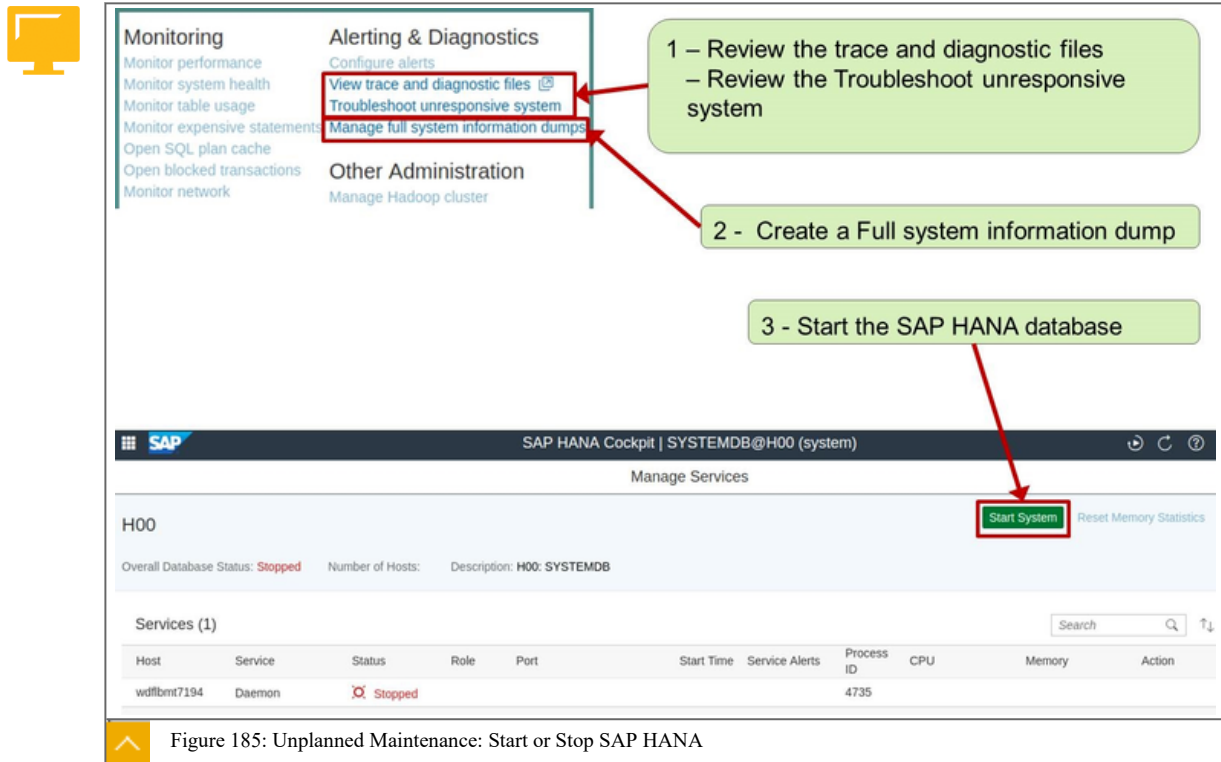 Monitoring
Monitor performance
Monitor system health
Monitor table usage
Monitor expensive statements
Open SQL plan cache
Open blocked transactions
Monitor network
Alerting & Diagnostics
Configure alerts
View trace and diagnostic files
Troubleshoot unresponsive system
Manage full system information dumps
Other Administration
Manage Hadoop cluster
1 – Review the trace and diagnostic files
– Review the Troubleshoot unresponsive
system
2 - Create a Full system information dump
3 - Start the SAP HANA database
SAP SAP HANA Cockpit | SYSTEMDB@H00 (system)
Manage Services
H00
Start System Reset Memory Statistics
Overall Database Status: Stopped Number of Hosts: Description: H00: SYSTEMDB
Services (1) Search
Host Service Status Role Port Start Time Service Alerts Process ID CPU Memory Action
wdflbmt7194 Daemon Stopped 4735
Figure 185: Unplanned Maintenance: Start or Stop SAP HANA